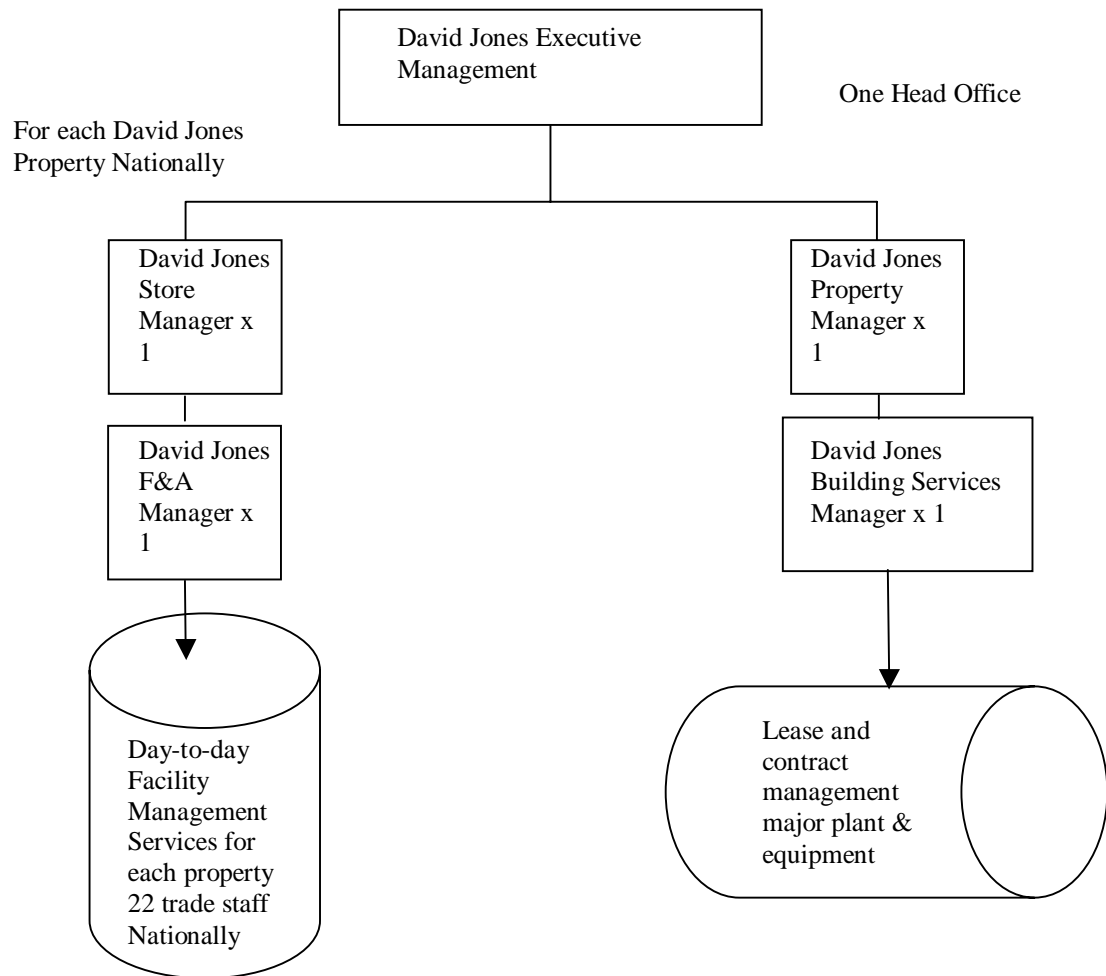 David Jones Executive
Management
One Head Office
For each David Jones
Property Nationally
David Jones
Store
Manager x
1
David Jones
Property
Manager x
1
David Jones
F&A
Manager x
1
David Jones
Building Services
Manager x 1
Day-to-day
Facility
Management
Services for
each property
22 trade staff
Nationally
Lease and
contract
management
major plant &
equipment